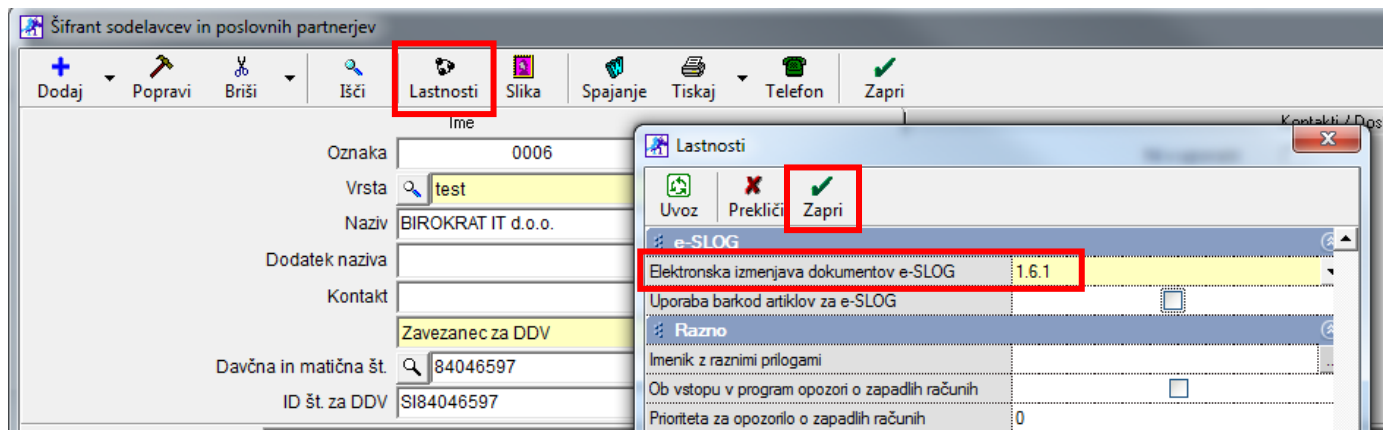 Šifrant sodelavcev in poslovnih partnerjev
Dodaj Popravi Briši Išči Lastnosti Slika Spajanje Tiskaj Telefon Zapri
Ime
Kontakti / Dos
Oznaka 0006
Vrsta test
Naziv BIROKRAT IT d.o.o.
Dodatek naziva
Kontakt
Zavezanec za DDV
Davčna in matična št. 84046597
ID št. za DDV SI84046597
Lastnosti
Uvoz Prekliči Zapri
e-SLOG
Elektronska izmenjava dokumentov e-SLOG 1.6.1
Uporaba barkod artiklov za e-SLOG
Razno
Imenik z raznimi prilogami ..
Ob vstopu v program opozori o zapadlih računih
Prioriteta za opozorilo o zapadlih računih 0